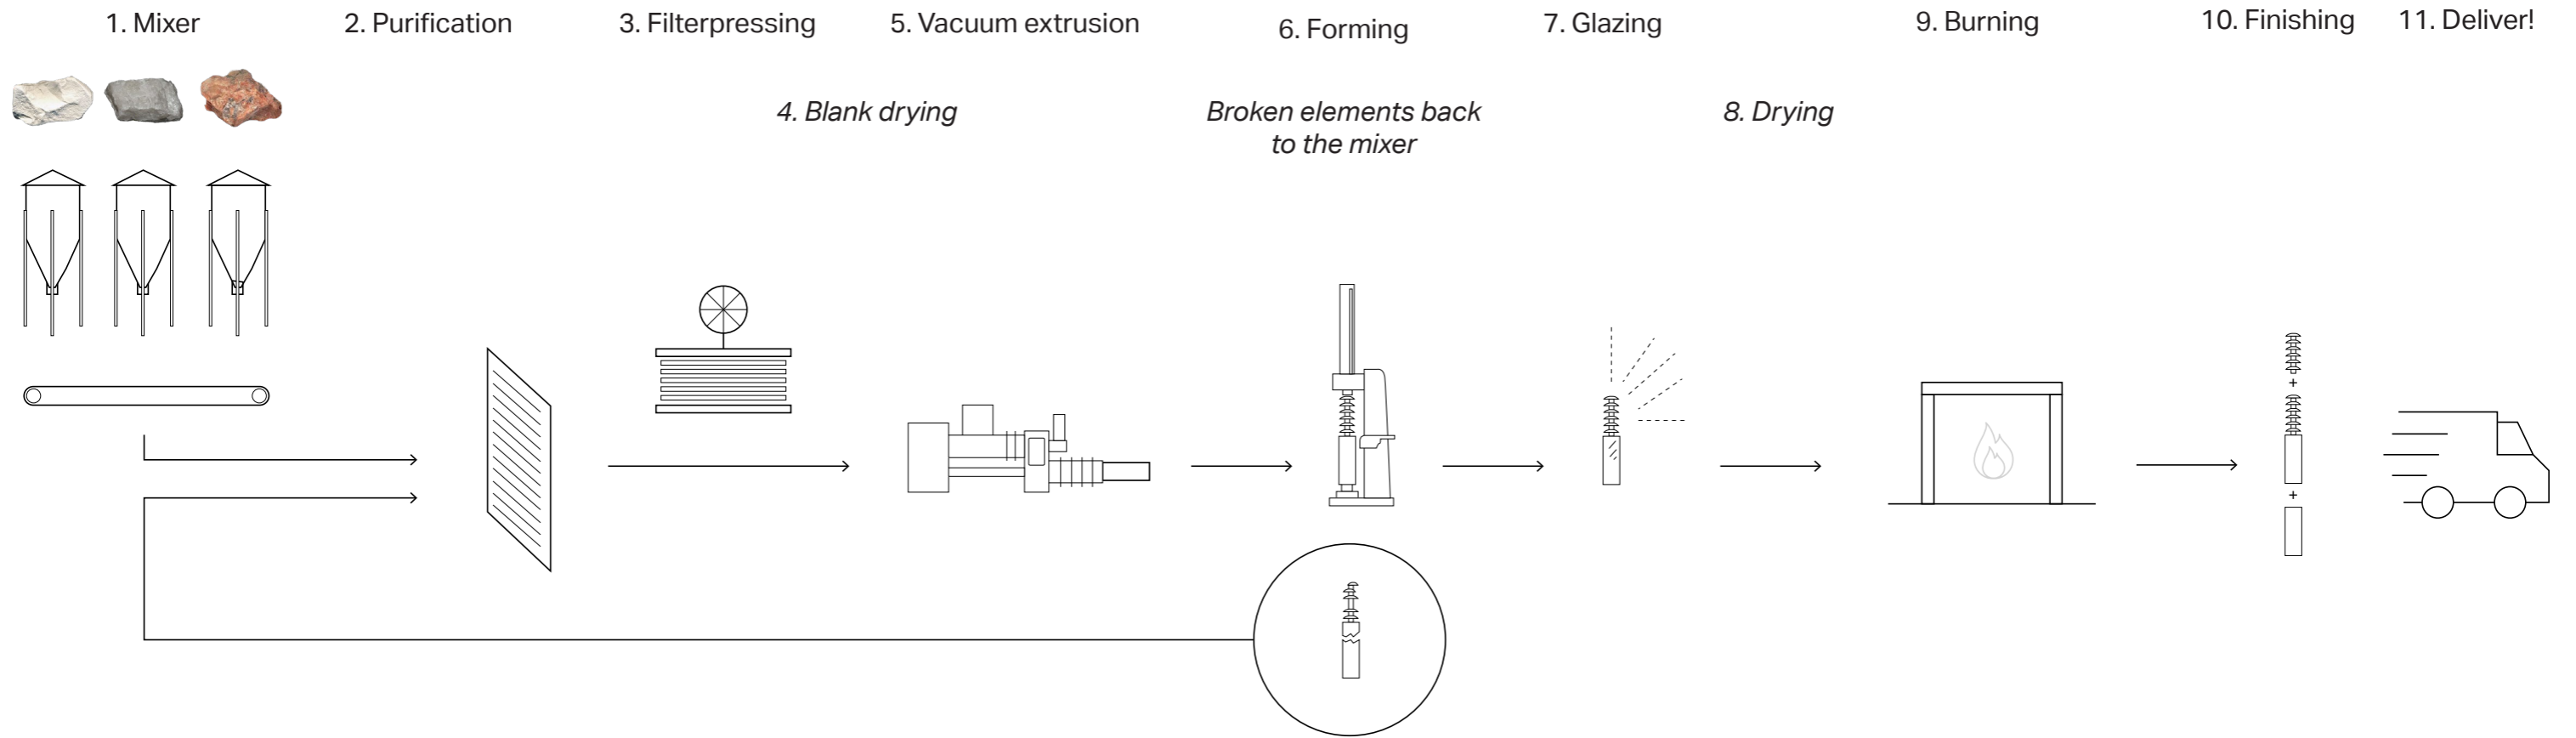 1. Mixer
2. Purification
3. Filterpressing
5. Vacuum extrusion
6. Forming
7. Glazing
9. Burning
10. Finishing
11. Deliver!
4. Blank drying
Broken elements back
to the mixer
8. Drying
+
+